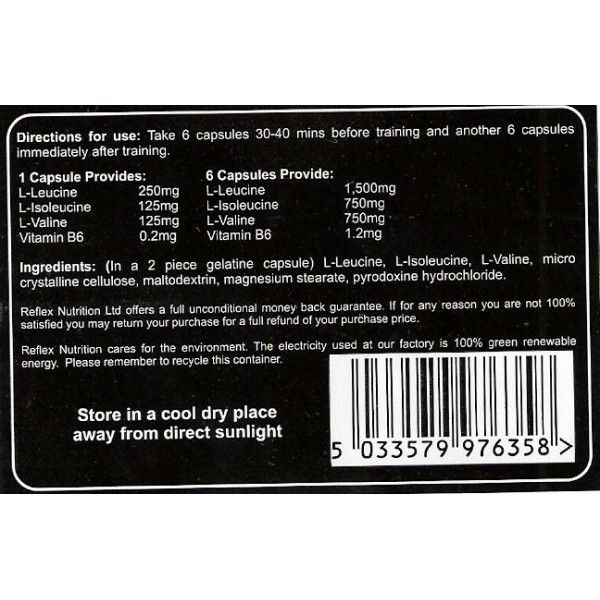 Directions for use: Take 6 capsules 30-40 mins before training and another 6 capsules
immediately after training.
1 Capsule Provides: 6 Capsules Provide:
L-Leucine 250mg L-Leucine 1,500mg
L-Isoleucine 125mg L-Isoleucine 750mg
L-Valine 125mg L-Valine 750mg
Vitamin B6 0.2mg Vitamin B6 1.2mg
Ingredients: (In a 2 piece gelatine capsule) L-Leucine, L-Isoleucine, L-Valine, micro
crystalline cellulose, maltodextrin, magnesium stearate, pyrodoxine hydrochloride.
Reflex Nutrition Ltd offers a full unconditional money back guarantee. If for any reason you are not 100%
satisfied you may return your purchase for a full refund of your purchase price.
Reflex Nutrition cares for the environment. The electricity used at our factory is 100% green renewable
energy. Please remember to recycle this container.
Store in a cool dry place
away from direct sunlight
5 033579 976358 >